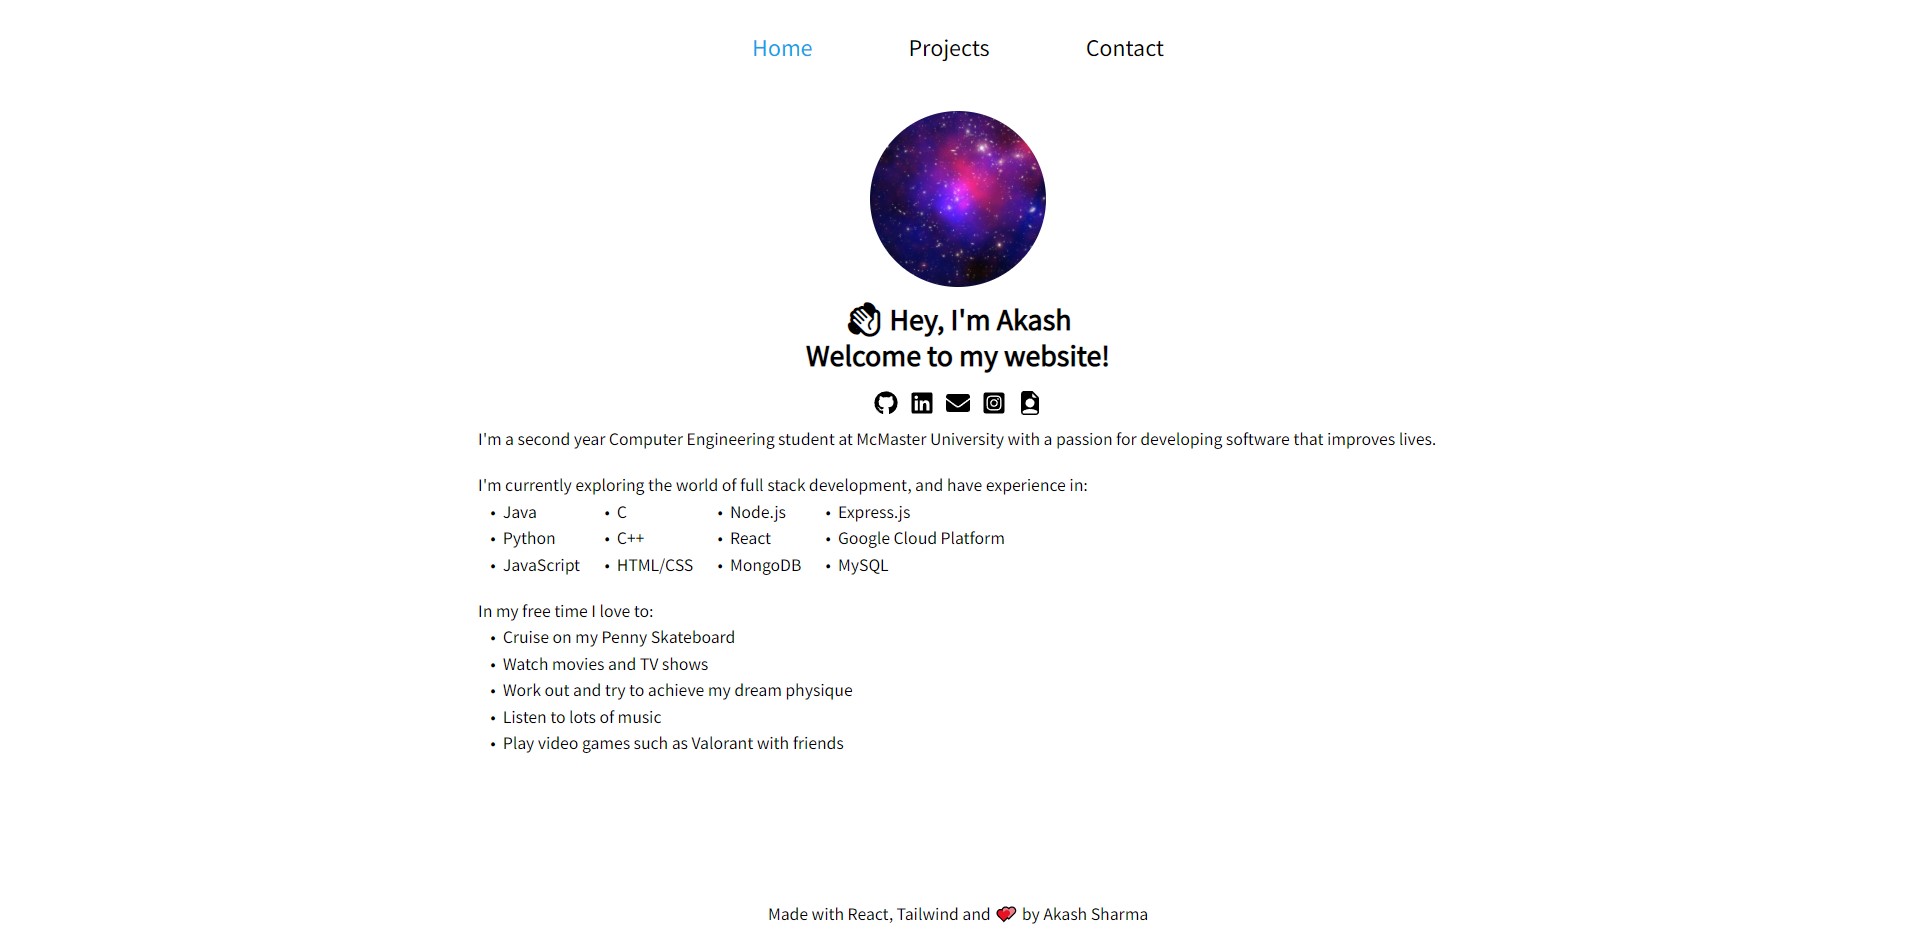 Home Projects Contact
Hey, I'm Akash
Welcome to my website!
I'm a second year Computer Engineering student at McMaster University with a passion for developing software that improves lives.
I'm currently exploring the world of full stack development, and have experience in:
• Java • C • Node.js • Express.js
• Python • C++ • React • Google Cloud Platform
• JavaScript • HTML/CSS • MongoDB • MySQL
In my free time I love to:
• Cruise on my Penny Skateboard
• Watch movies and TV shows
• Work out and try to achieve my dream physique
• Listen to lots of music
• Play video games such as Valorant with friends
Made with React, Tailwind and 💕 by Akash Sharma